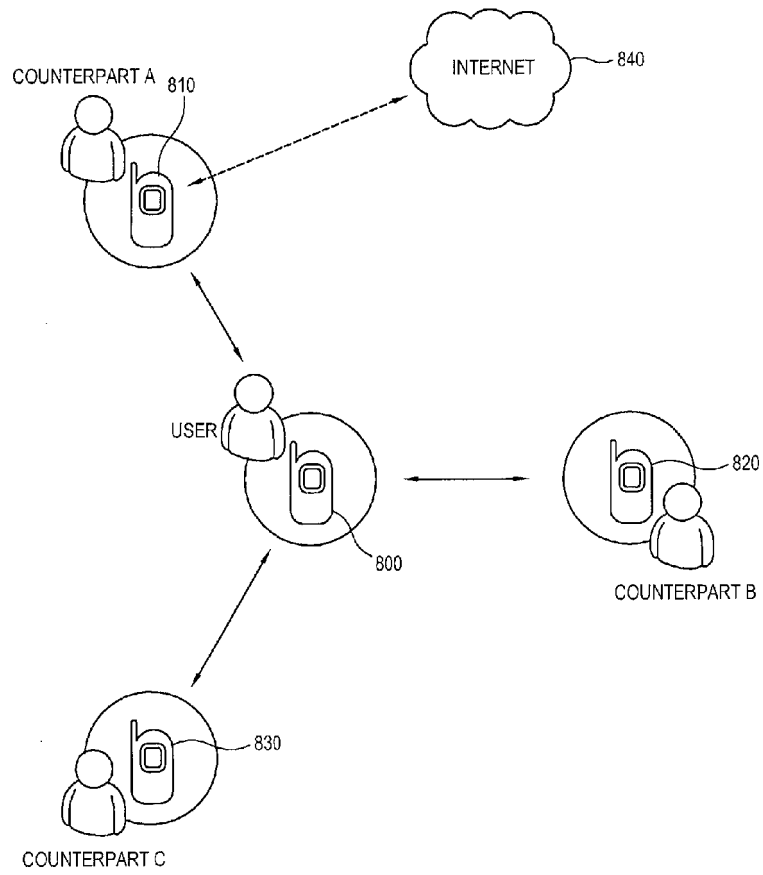 COUNTERPART A
810
INTERNET
840
USER
800
820
COUNTERPART B
830
COUNTERPART C